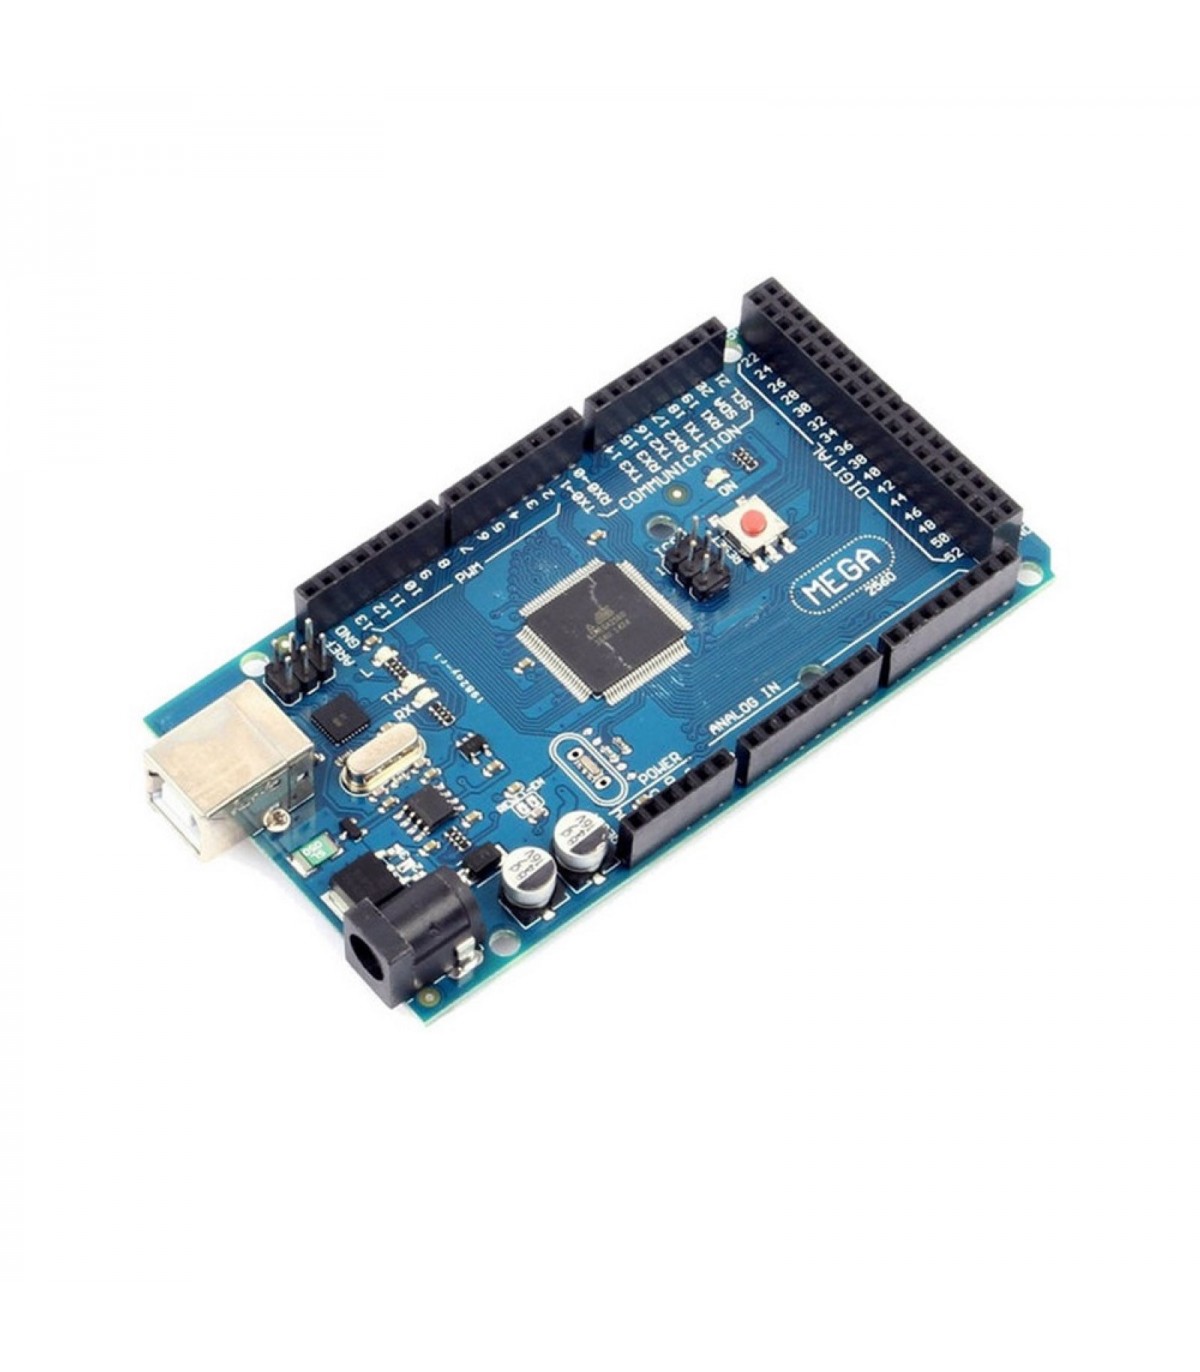 MEGA
2560
DIGITAL
22
24
26
28
30
32
34
36
38
40
42
44
46
48
50
52
COMMUNICATION
SCL 21
SDA 20
RX1 19
TX1 18
RX2 17
TX2 16
RX3 15
TX3 14
RX0←0
TX0→1
2
3
4
5
6
7
PWM
8
9
10
11
12
13
GND
AREF
L
TX
RX
ON
RESET
ANALOG IN
POWER